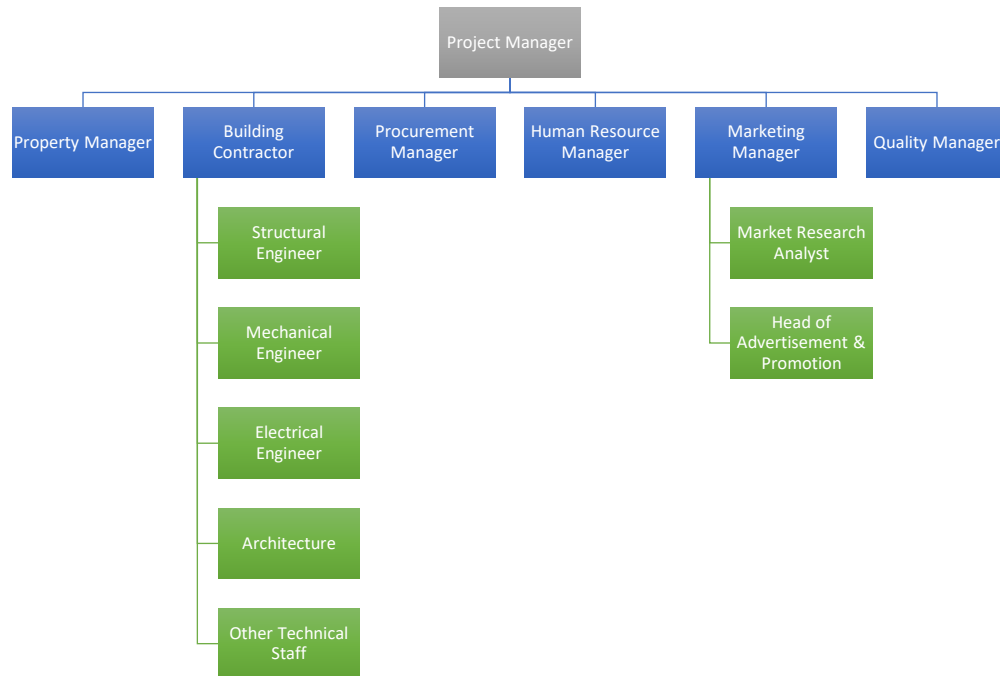 Project Manager
Property Manager
Building
Contractor
Procurement
Manager
Human Resource
Manager
Marketing
Manager
Quality Manager
Structural
Engineer
Mechanical
Engineer
Electrical
Engineer
Architecture
Other Technical
Staff
Market Research
Analyst
Head of
Advertisement &
Promotion